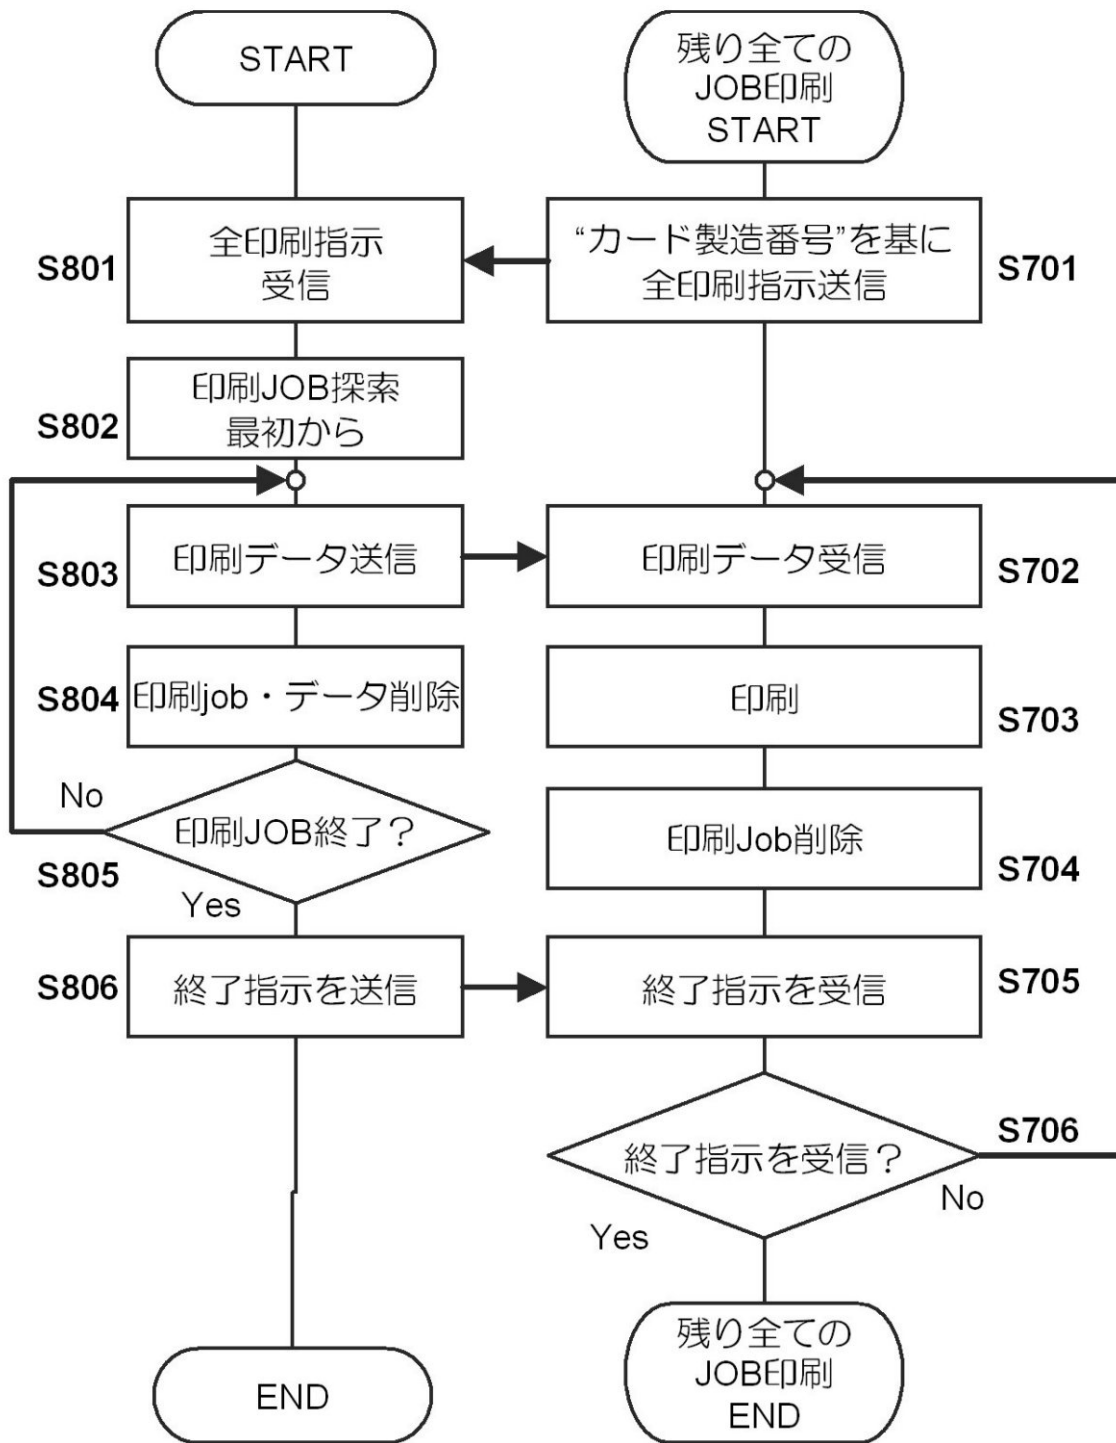 START
残り全ての
JOB印刷
START
S801
全印刷指示
受信
“カード製造番号”を基に
全印刷指示送信
S701
S802
印刷JOB探索
最初から
S803
印刷データ送信
印刷データ受信
S702
S804
印刷job・データ削除
印刷
S703
No
印刷JOB終了？
S805
Yes
印刷Job削除
S704
S806
終了指示を送信
終了指示を受信
S705
終了指示を受信？
S706
No
Yes
END
残り全ての
JOB印刷
END